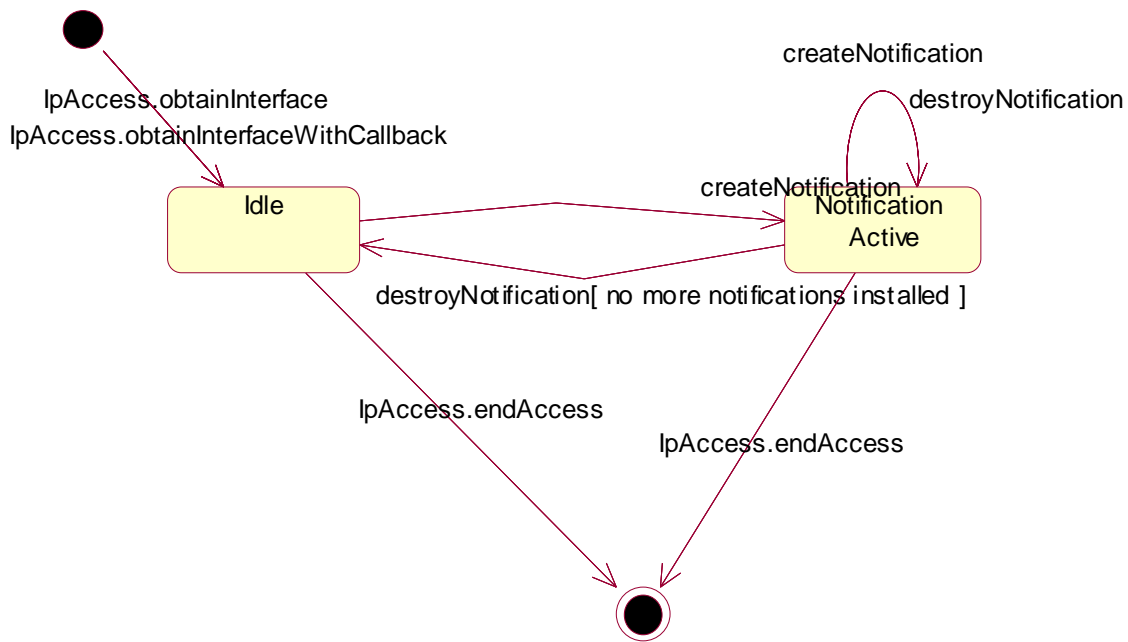 createNotification
IpAccess.obtainInterface
destroyNotification
IpAccess.obtainInterfaceWithCallback
createNotification
Idle
Notification
Active
destroyNotification[ no more notifications installed ]
IpAccess.endAccess
IpAccess.endAccess